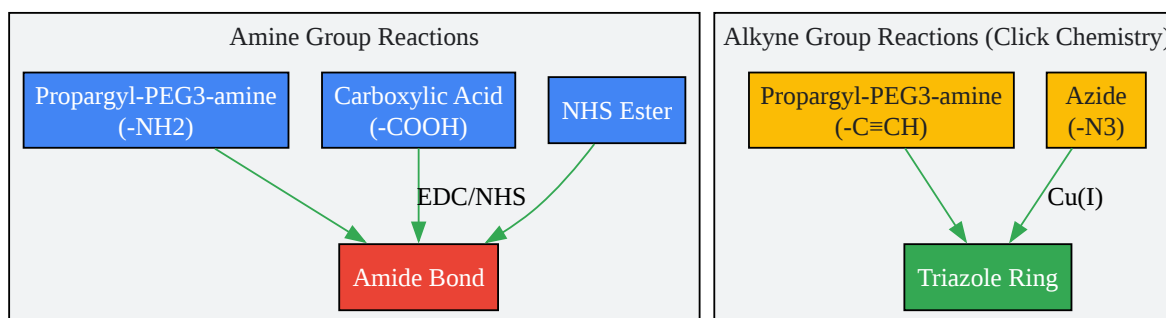 Amine Group Reactions
Propargyl-PEG3-amine
(-NH2)
Carboxylic Acid
(-COOH)
NHS Ester
EDC/NHS
Amide Bond
Alkyne Group Reactions (Click Chemistry)
Propargyl-PEG3-amine
(-C≡CH)
Azide
(-N3)
Cu(I)
Triazole Ring